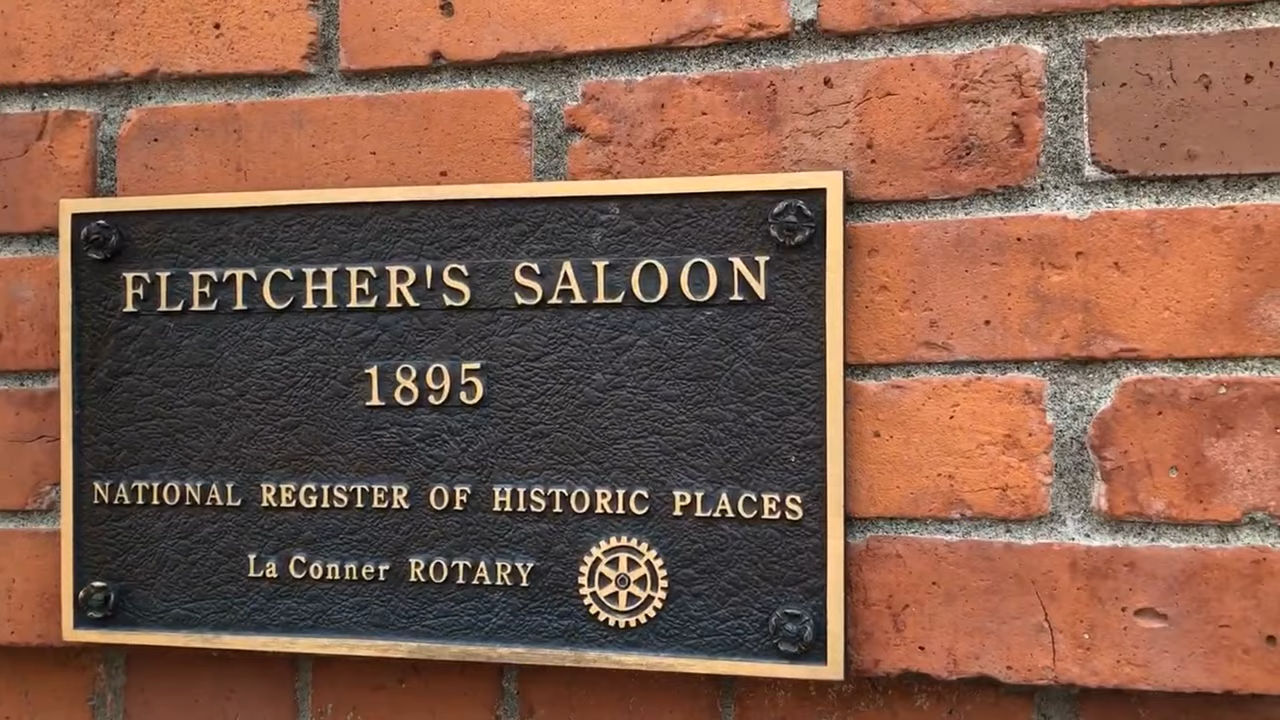 FLETCHER'S SALOON
1895
NATIONAL REGISTER OF HISTORIC PLACES
La Conner ROTARY